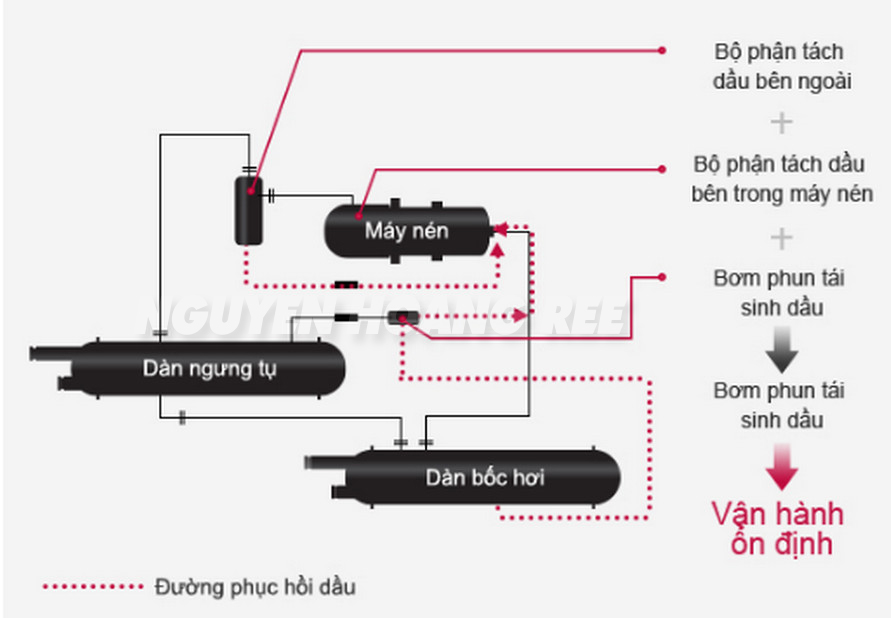 Bộ phận tách
dầu bên ngoài
+
Bộ phận tách dầu
bên trong máy nén
+
Máy nén
Bơm phun tái
sinh dầu
NGUYEN HOANG REE
Dàn ngưng tụ
Bơm phun tái
sinh dầu
Dàn bốc hơi
Vận hành
ổn định
Đường phục hồi dầu